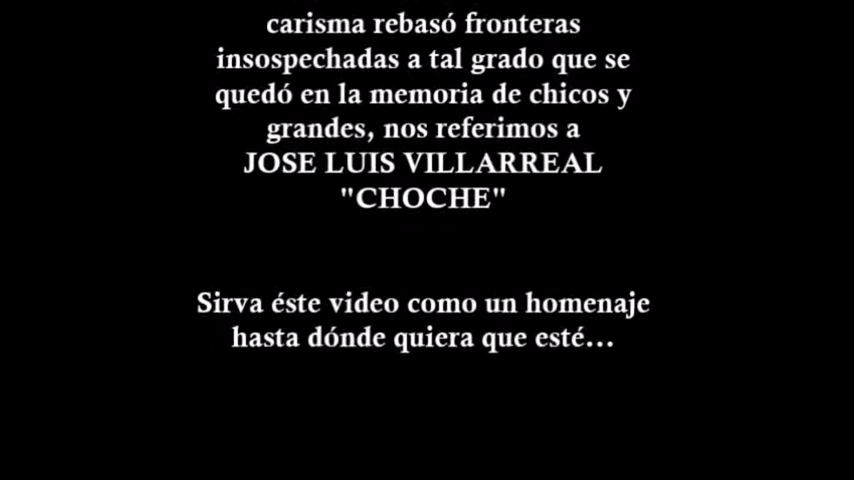 carisma rebasó fronteras
insospechadas a tal grado que se
quedó en la memoria de chicos y
grandes, nos referimos a
JOSE LUIS VILLARREAL
"CHOCHE"
Sirva éste video como un homenaje
hasta dónde quiera que esté...